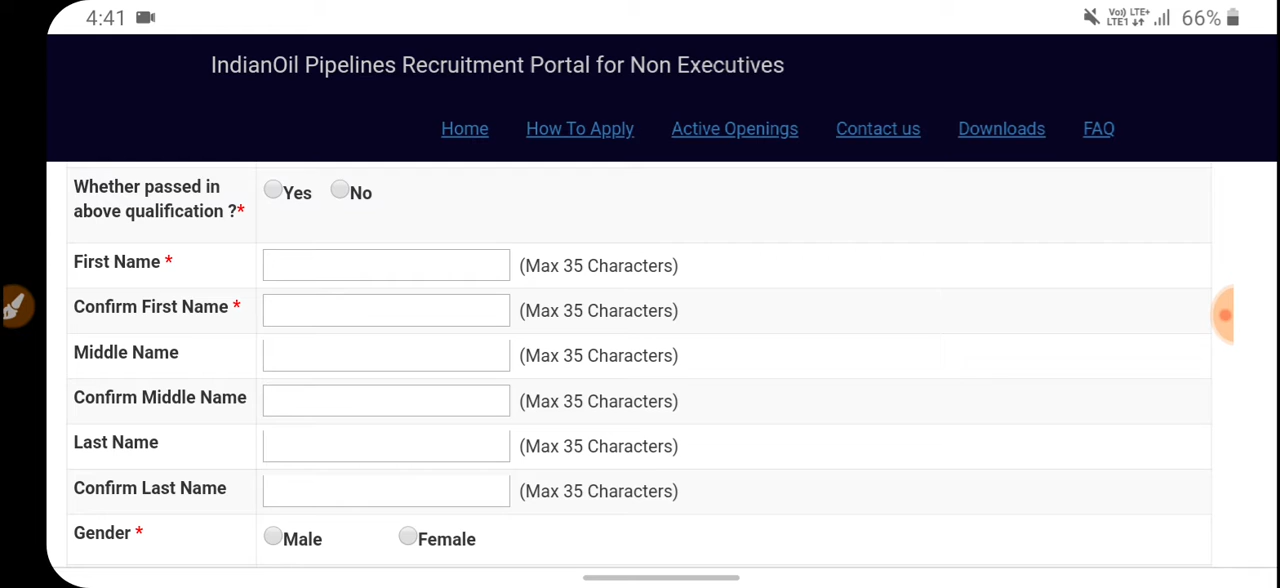 4:41
Vo) LTE+
LTE1
66%
IndianOil Pipelines Recruitment Portal for Non Executives
Home How To Apply Active Openings Contact us Downloads FAQ
Whether passed in
above qualification ?*
Yes No
First Name * (Max 35 Characters)
Confirm First Name * (Max 35 Characters)
Middle Name (Max 35 Characters)
Confirm Middle Name (Max 35 Characters)
Last Name (Max 35 Characters)
Confirm Last Name (Max 35 Characters)
Gender * Male Female